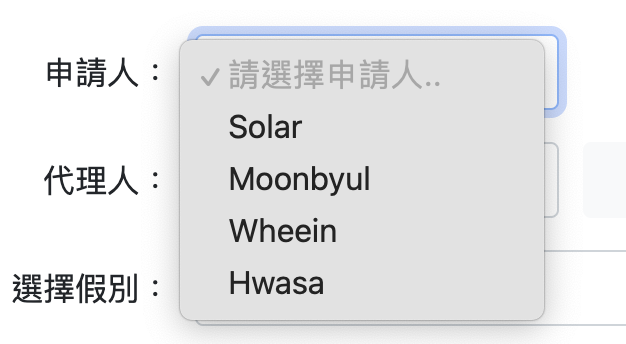 申請人：
✓ 請選擇申請人..
Solar
代理人：
Moonbyul
Wheein
選擇假別：
Hwasa